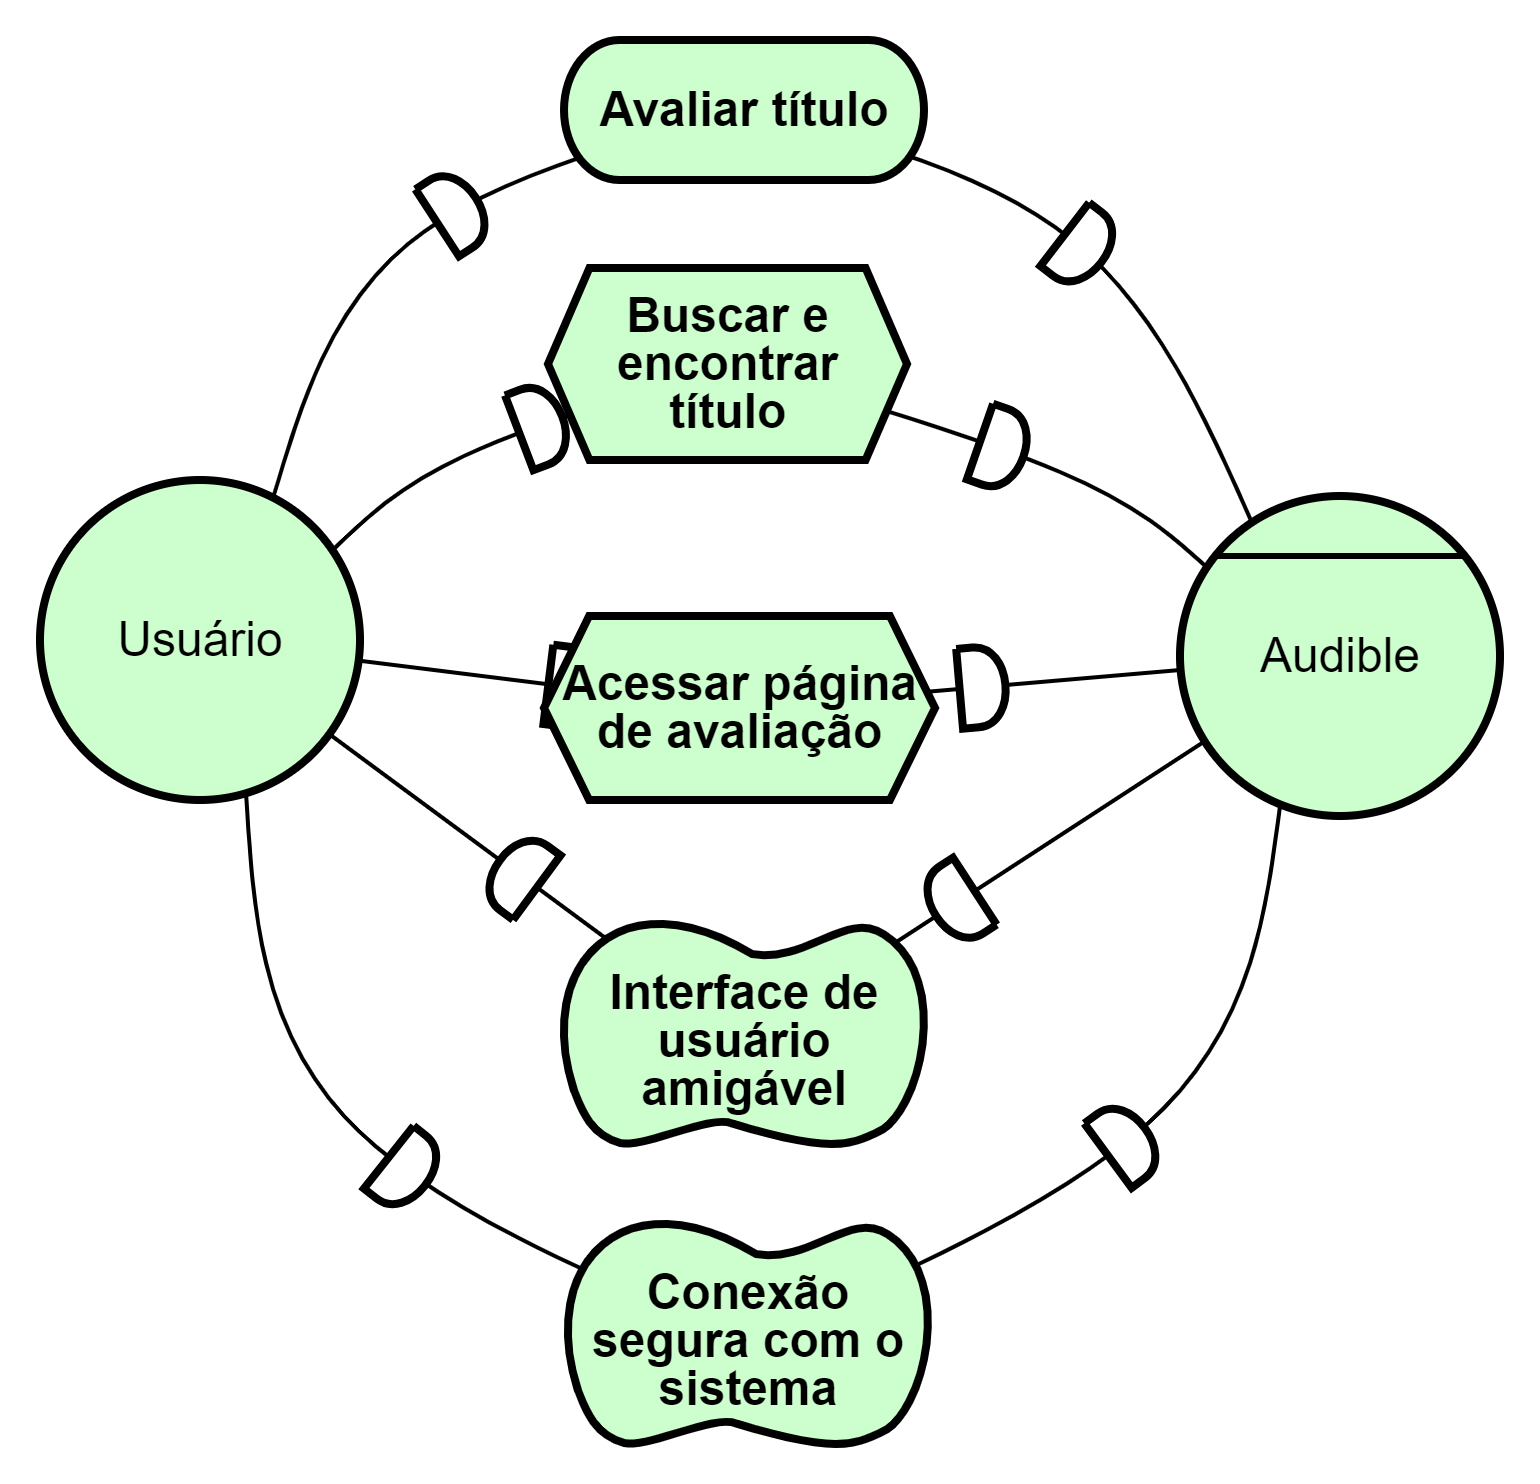 Avaliar título
Buscar e
encontrar
título
Usuário
Audible
Acessar página
de avaliação
Interface de
usuário
amigável
Conexão
segura com o
sistema